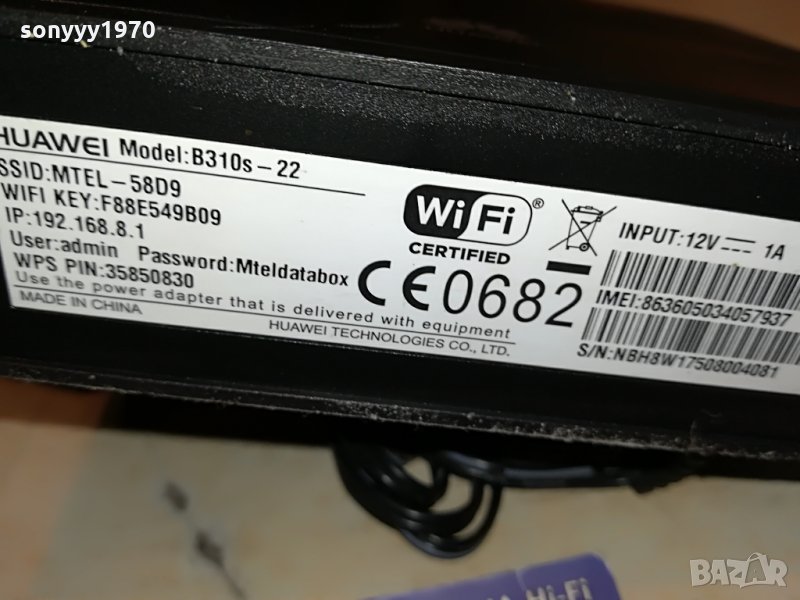 sonyyy1970
HUAWEI Model:B310s-22
SSID:MTEL-58D9
WIFI KEY:F88E549B09
IP:192.168.8.1
User:admin Password:Mteldatabox
WPS PIN:35850830
Use the power adapter that is delivered with equipment
MADE IN CHINA
HUAWEI TECHNOLOGIES CO., LTD.
WiFi®
CERTIFIED
CE0682
INPUT:12V⎓ 1A
IMEI:863605034057937
S/N:NBH8W17508004081
Hi-Fi
BAZAR